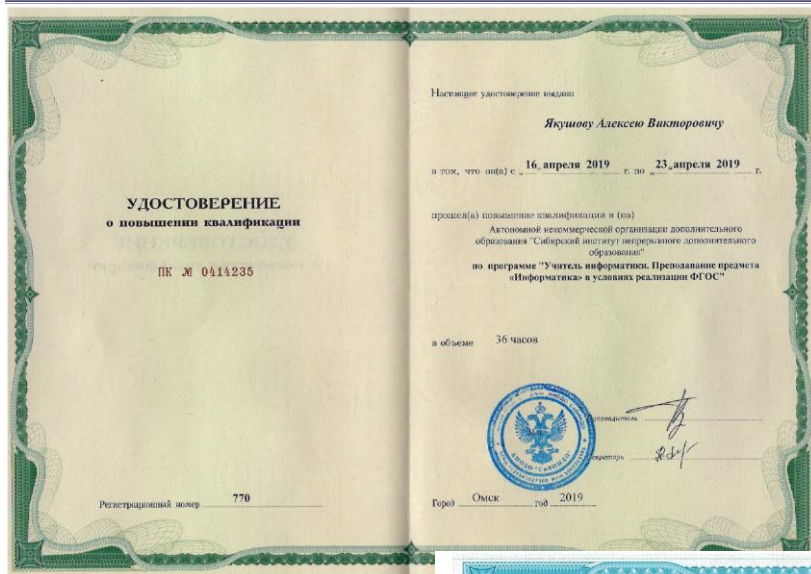 УДОСТОВЕРЕНИЕ
о повышении квалификации
ПК № 0414235
Регистрационный номер 770
Настоящее удостоверение выдано
Якушову Алексею Викторовичу
в том, что он(а) с „16„ апреля 2019 г. по „23„ апреля 2019 г.
прошел(а) повышение квалификации в (на)
Автономной некоммерческой организации дополнительного
образования "Сибирский институт непрерывного дополнительного
образования"
по программе "Учитель информатики. Преподавание предмета
«Информатика» в условиях реализации ФГОС"
в объеме 36 часов
Руководитель
Секретарь
Город Омск год 2019